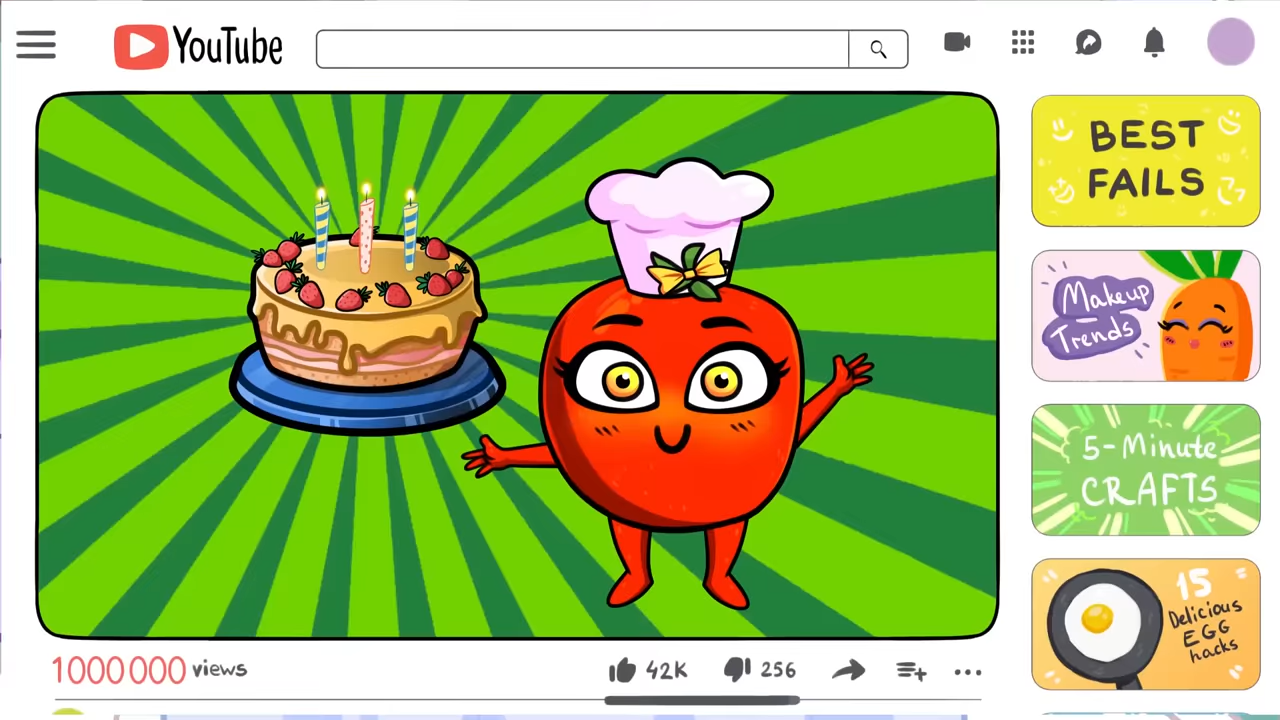 YouTube
BEST
FAILS
Makeup
Trends
5-Minute
CRAFTS
15
Delicious
EGG
hacks
1000000 views
42K
256